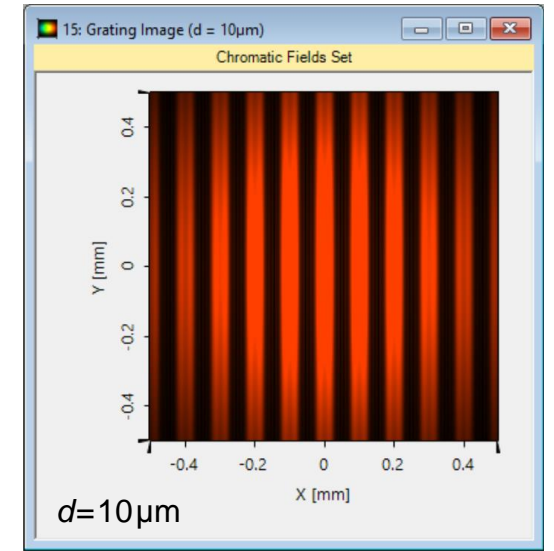 15: Grating Image (d = 10µm)
Chromatic Fields Set
0.4
0.2
0
-0.2
-0.4
Y [mm]
-0.4 -0.2 0 0.2 0.4
X [mm]
d=10µm